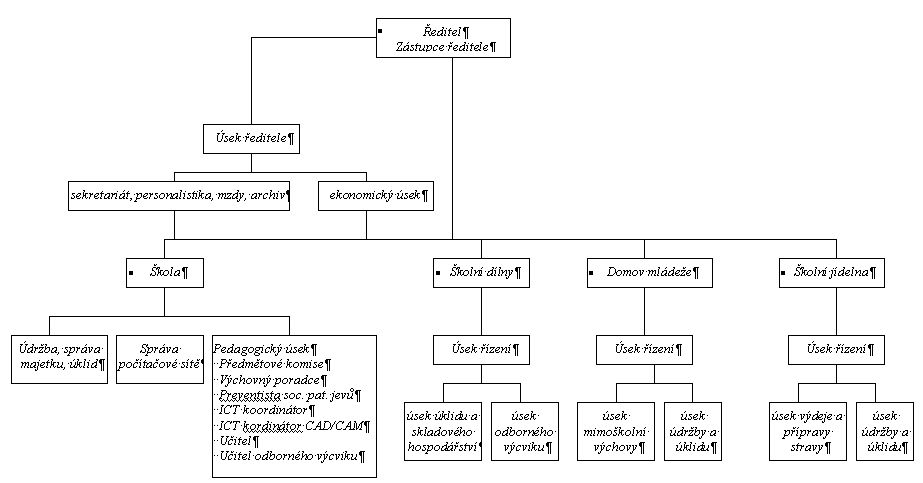 Ředitel¶
Zástupce·ředitele¶
Úsek·ředitele¶
sekretariát,·personalistika,·mzdy,·archiv¶
ekonomický·úsek¶
Škola¶
Školní·dílny¶
Domov·mládeže¶
Školní·jídelna¶
Údržba,·správa·
majetku,·úklid¶
Správa·
počítačové·sítě¶
Pedagogický·úsek¶
··Předmětové·komise¶
··Výchovný·poradce¶
··Preventista·soc.·pat.·jevů¶
··ICT·koordinátor¶
··ICT·kordinátor·CAD/CAM¶
··Učitel¶
··Učitel·odborného·výcviku¶
Úsek·řízení¶
úsek·úklidu·a·
skladového·
hospodářství¶
úsek·
odborného·
výcviku¶
Úsek·řízení¶
úsek·
mimoškolní·
výchovy¶
úsek·
údržby·a·
úklidu¶
Úsek·řízení¶
úsek·výdeje·a·
přípravy·
stravy¶
úsek·
údržby·a·
úklidu¶